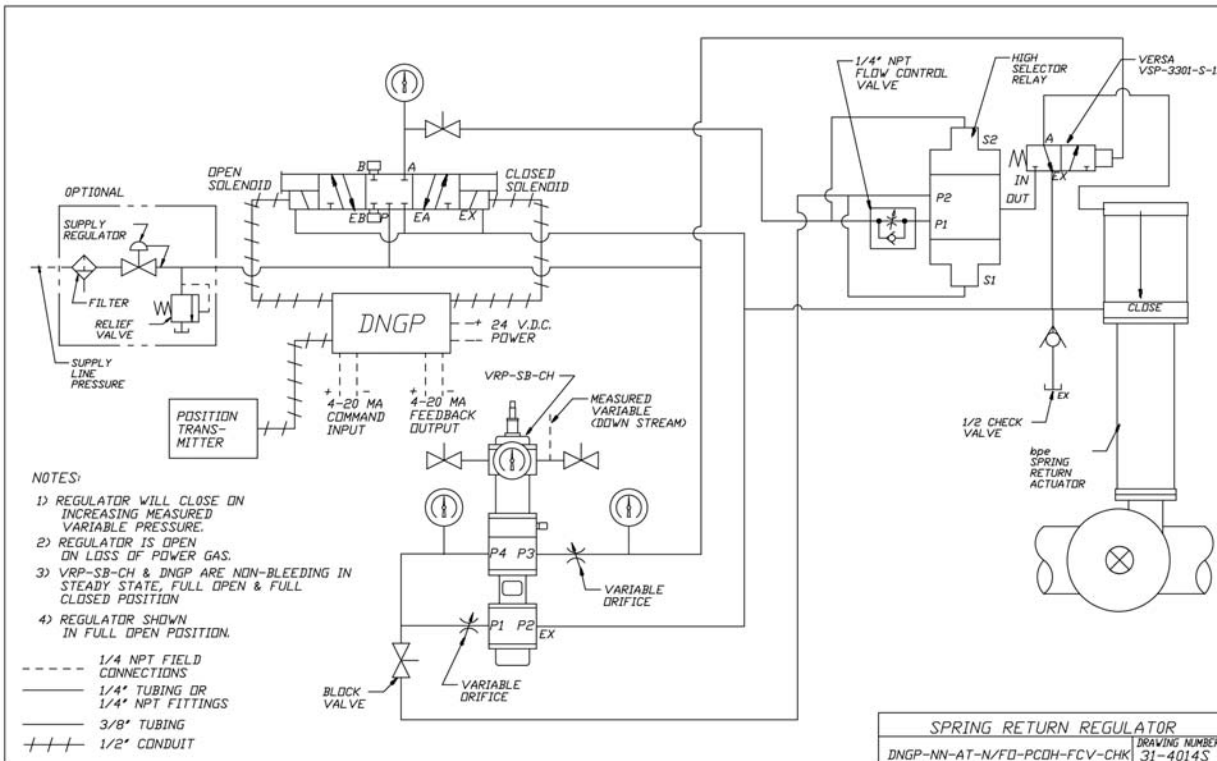 1/4" NPT
FLOW CONTROL
VALVE
HIGH
SELECTOR
RELAY
VERSA
VSP-3301-S-1
S2
A
IN
EX
OUT
P2
P1
S1
OPEN
SOLENOID
B
A
CLOSED
SOLENOID
EB
P
EA
EX
OPTIONAL
SUPPLY
REGULATOR
FILTER
RELIEF
VALVE
SUPPLY
LINE
PRESSURE
DNGP
+ 24 V.D.C.
- POWER
+ -
4-20 MA
COMMAND
INPUT
+ -
4-20 MA
FEEDBACK
OUTPUT
POSITION
TRANS-
MITTER
VRP-SB-CH
MEASURED
VARIABLE
(DOWN STREAM)
CLOSE
EX
1/2 CHECK
VALVE
bpe
SPRING
RETURN
ACTUATOR
P4
P3
VARIABLE
ORIFICE
P1
P2
EX
BLOCK
VALVE
VARIABLE
ORIFICE
NOTES:
1) REGULATOR WILL CLOSE ON
INCREASING MEASURED
VARIABLE PRESSURE.
2) REGULATOR IS OPEN
ON LOSS OF POWER GAS.
3) VRP-SB-CH & DNGP ARE NON-BLEEDING IN
STEADY STATE, FULL OPEN & FULL
CLOSED POSITION
4) REGULATOR SHOWN
IN FULL OPEN POSITION.
1/4 NPT FIELD
CONNECTIONS
1/4" TUBING OR
1/4" NPT FITTINGS
3/8" TUBING
1/2" CONDUIT
SPRING RETURN REGULATOR
DNGP-NN-AT-N/FO-PCOH-FCV-CHK
DRAWING NUMBER
31-4014S